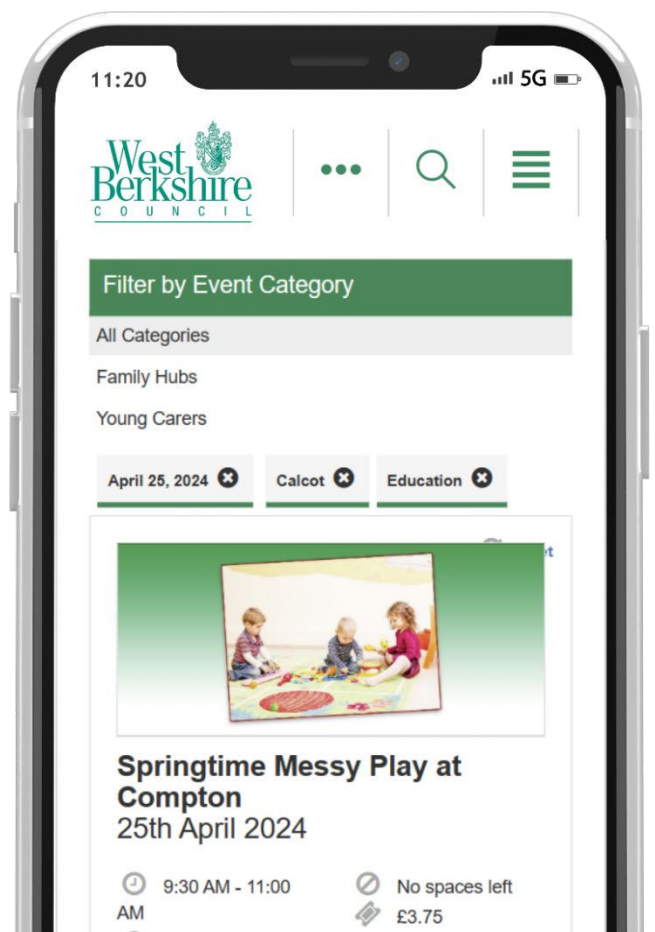 11:20
5G
West
Berkshire
COUNCIL
Filter by Event Category
All Categories
Family Hubs
Young Carers
April 25, 2024
Calcot
Education
Springtime Messy Play at
Compton
25th April 2024
9:30 AM - 11:00
AM
No spaces left
£3.75